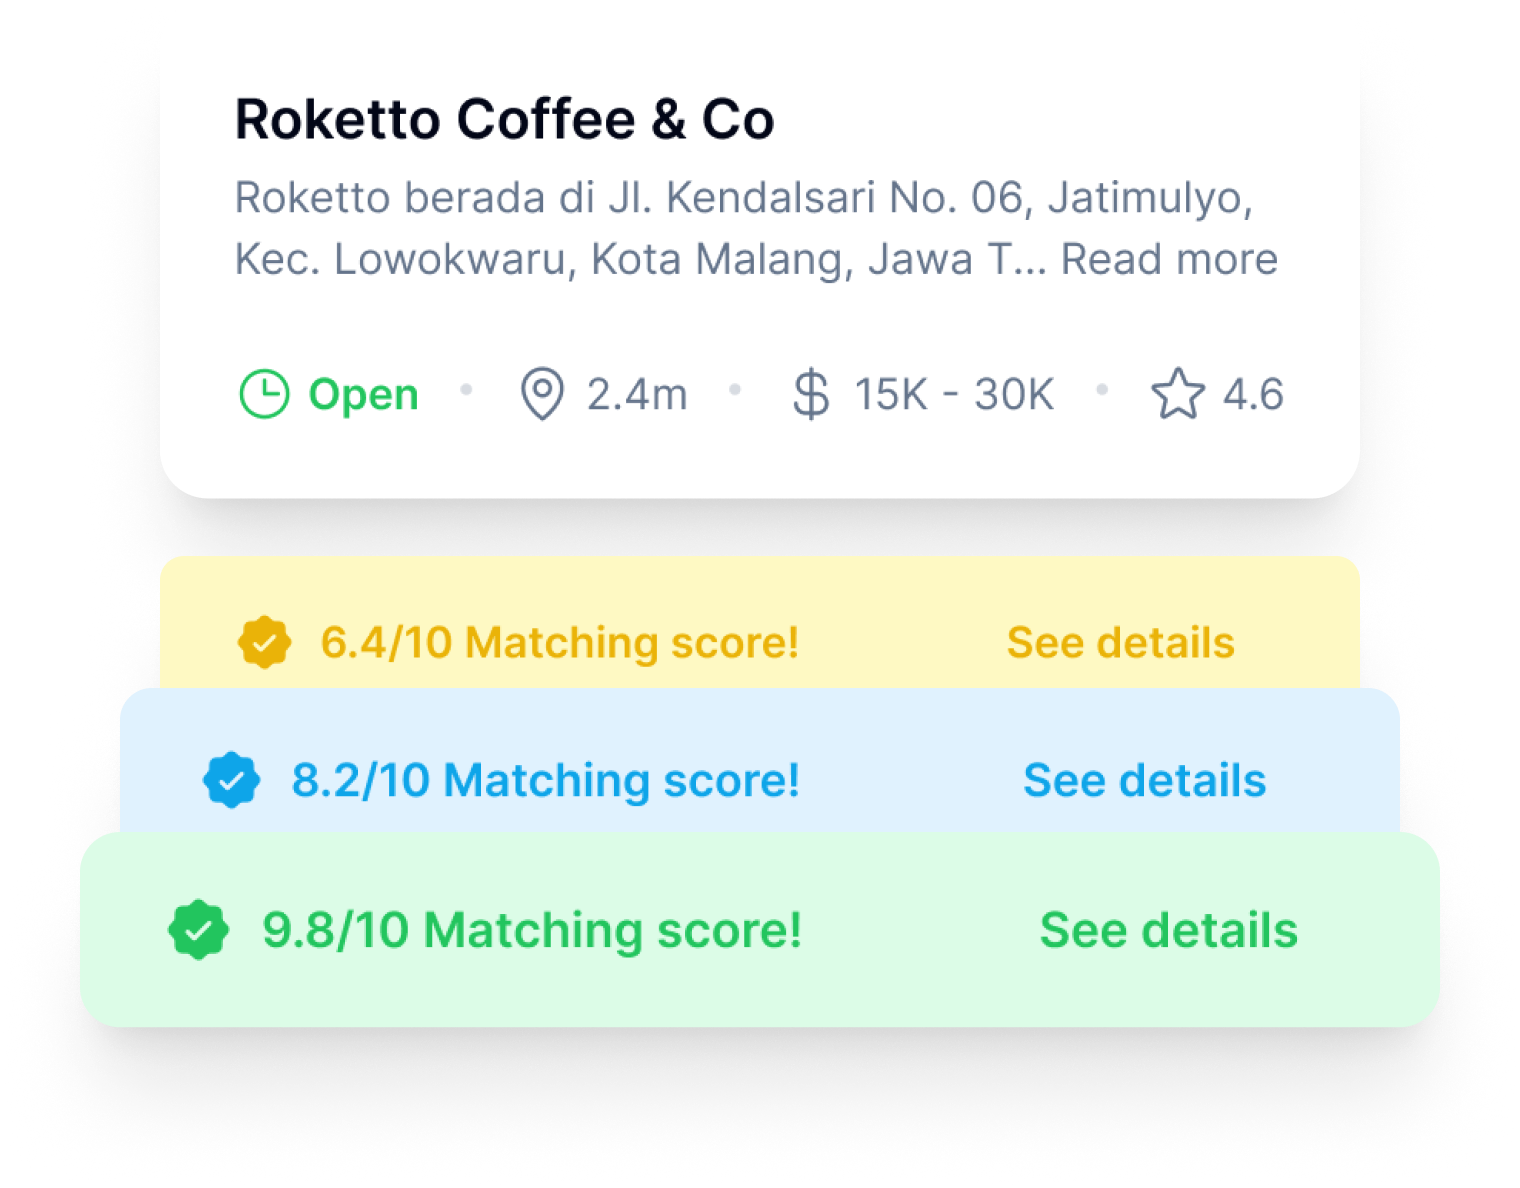 Roketto Coffee & Co
Roketto berada di Jl. Kendalsari No. 06, Jatimulyo,
Kec. Lowokwaru, Kota Malang, Jawa T... Read more
Open • 2.4m • $ 15K - 30K • 4.6
6.4/10 Matching score! See details
8.2/10 Matching score! See details
9.8/10 Matching score! See details